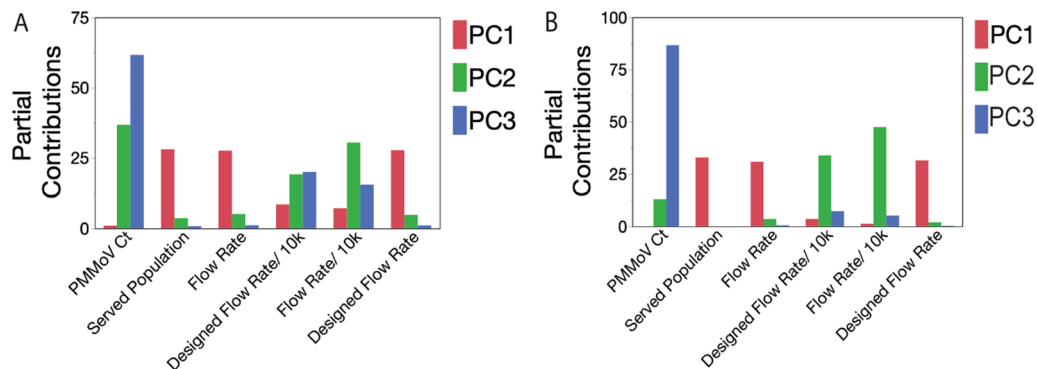 A
Partial
Contributions
75
50
25
0
PMMoV Ct
Served Population
Flow Rate
Designed Flow Rate/ 10k
Flow Rate/ 10k
Designed Flow Rate
PC1
PC2
PC3
B
Partial
Contributions
100
75
50
25
0
PMMoV Ct
Served Population
Flow Rate
Designed Flow Rate/ 10k
Flow Rate/ 10k
Designed Flow Rate
PC1
PC2
PC3